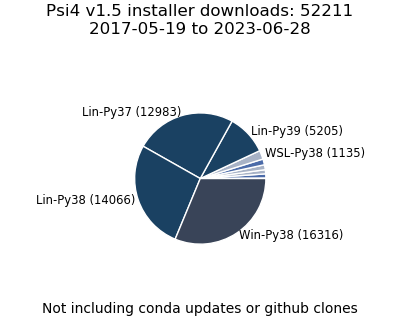 Psi4 v1.5 installer downloads: 52211
2017-05-19 to 2023-06-28
Lin-Py37 (12983)
Lin-Py39 (5205)
WSL-Py38 (1135)
Lin-Py38 (14066)
Win-Py38 (16316)
Not including conda updates or github clones